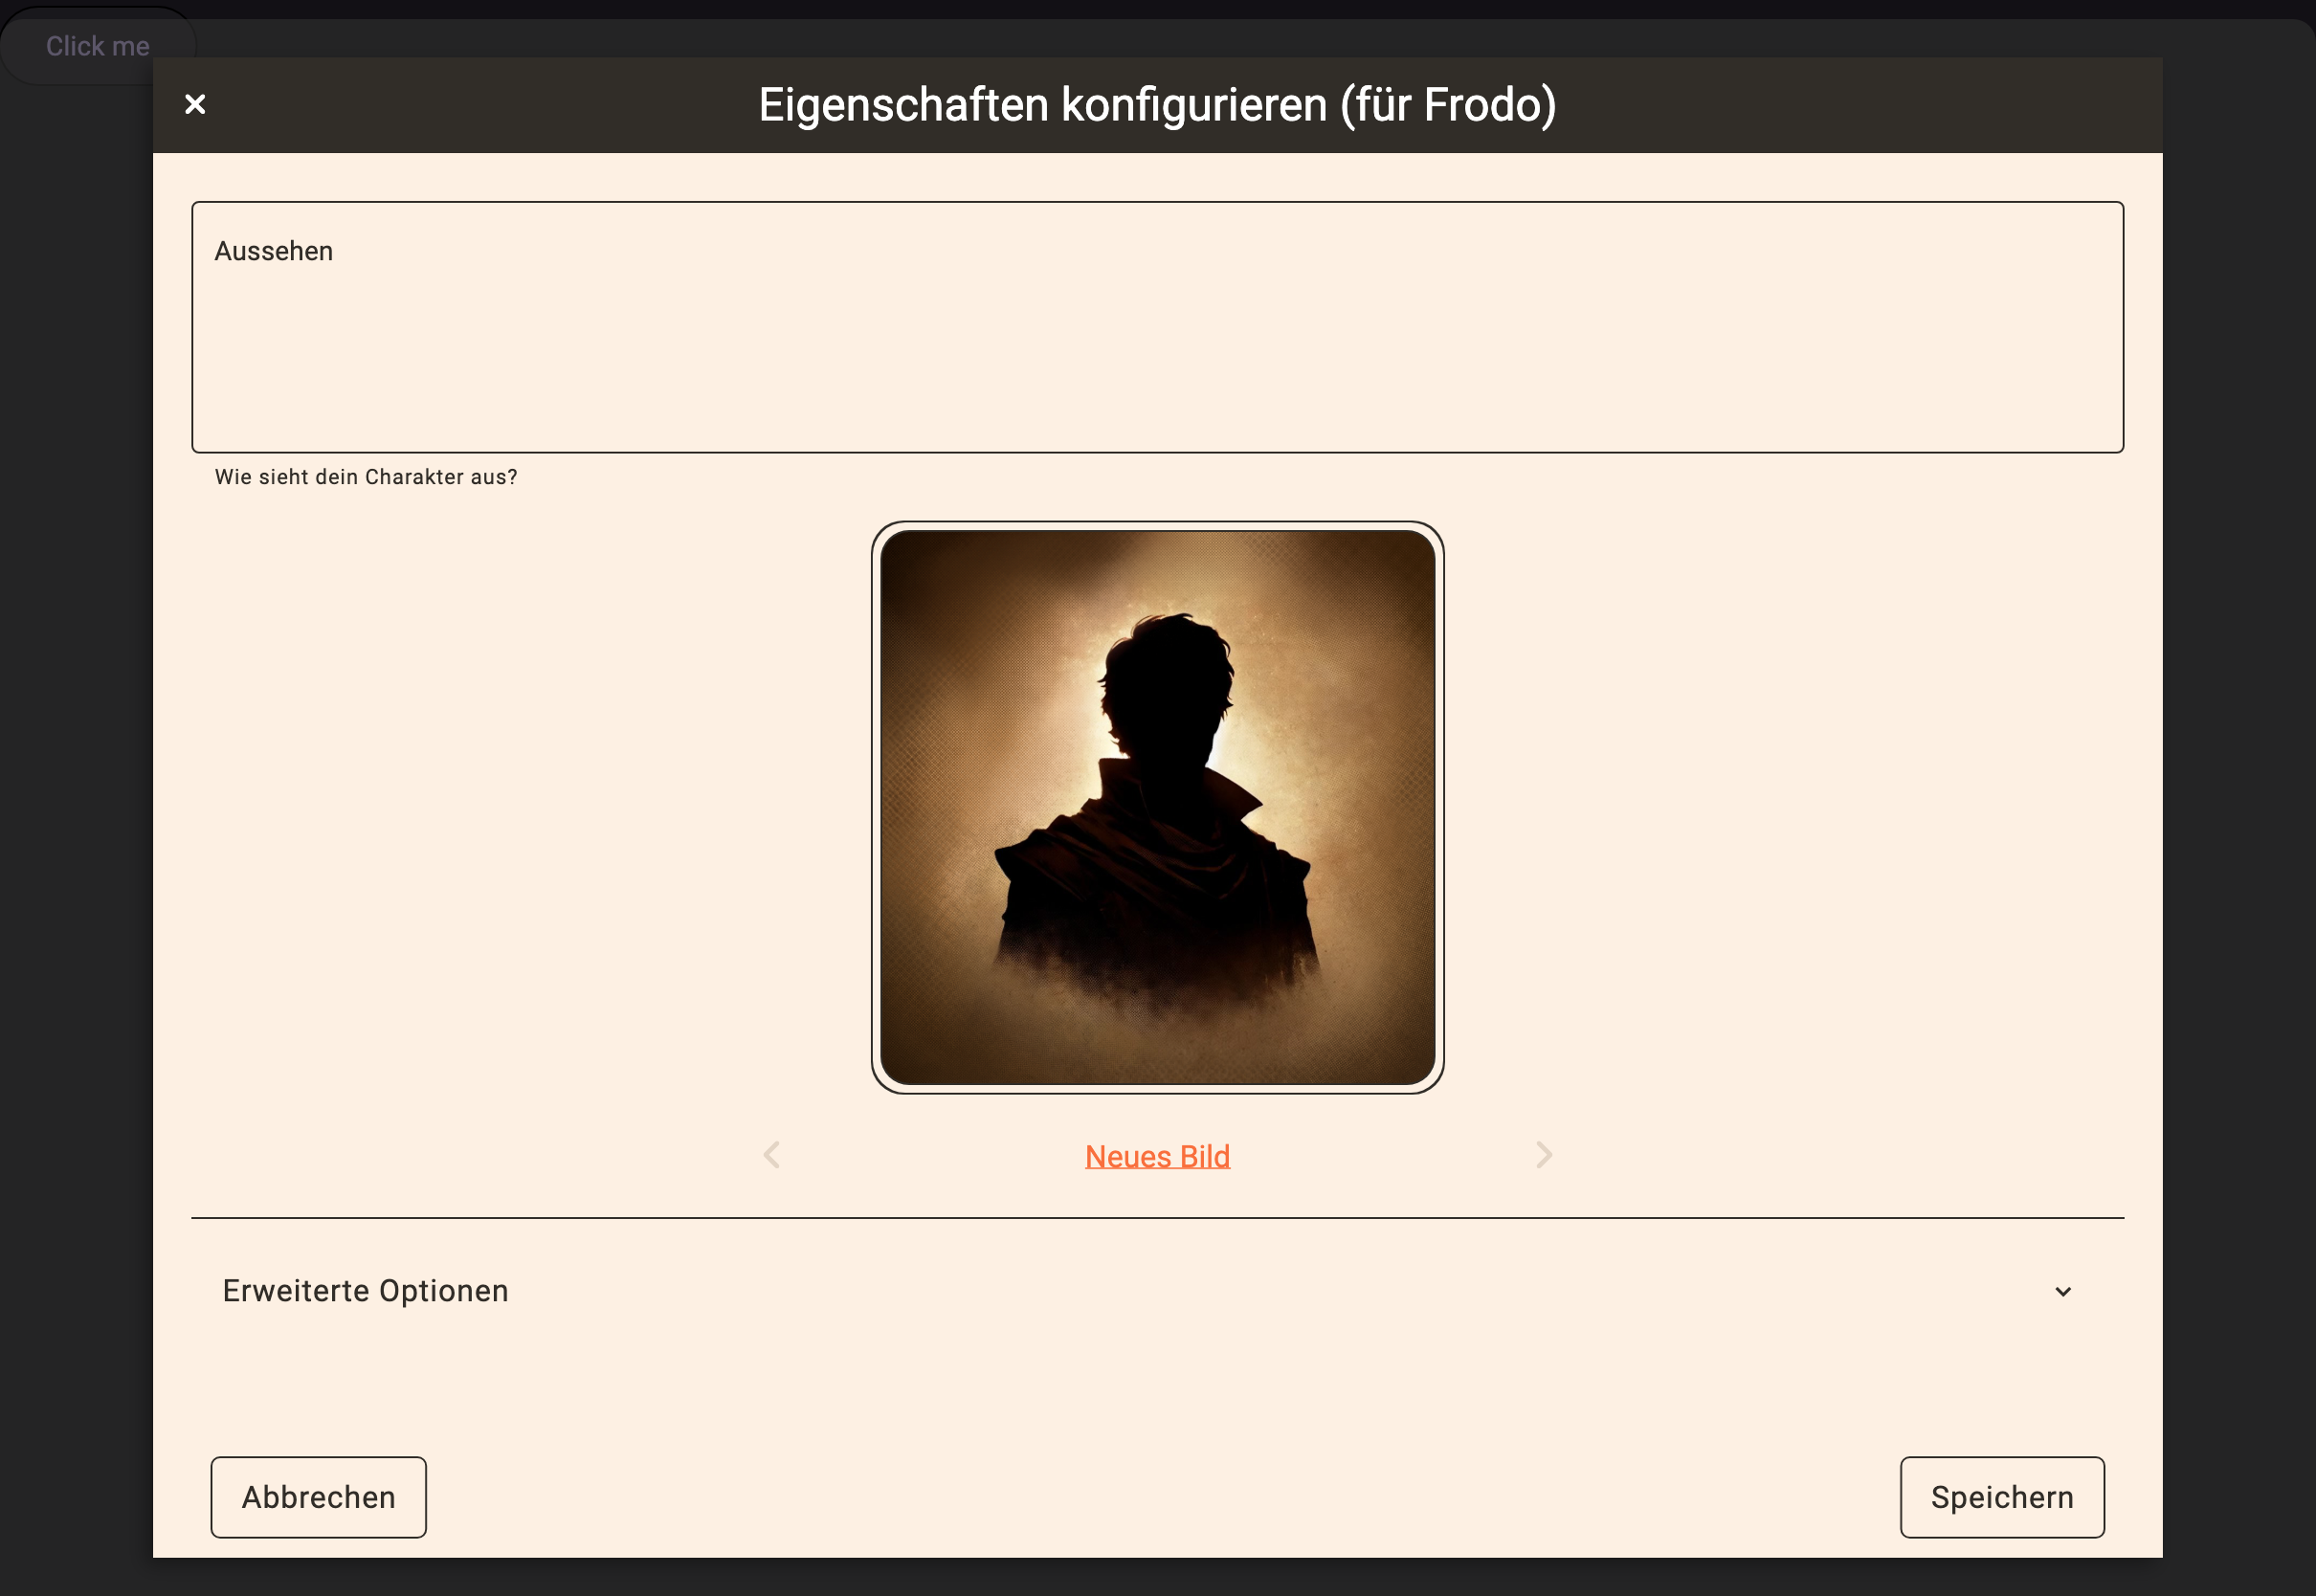 Click me
Eigenschaften konfigurieren (für Frodo)
Aussehen
Wie sieht dein Charakter aus?
Neues Bild
Erweiterte Optionen
Abbrechen
Speichern